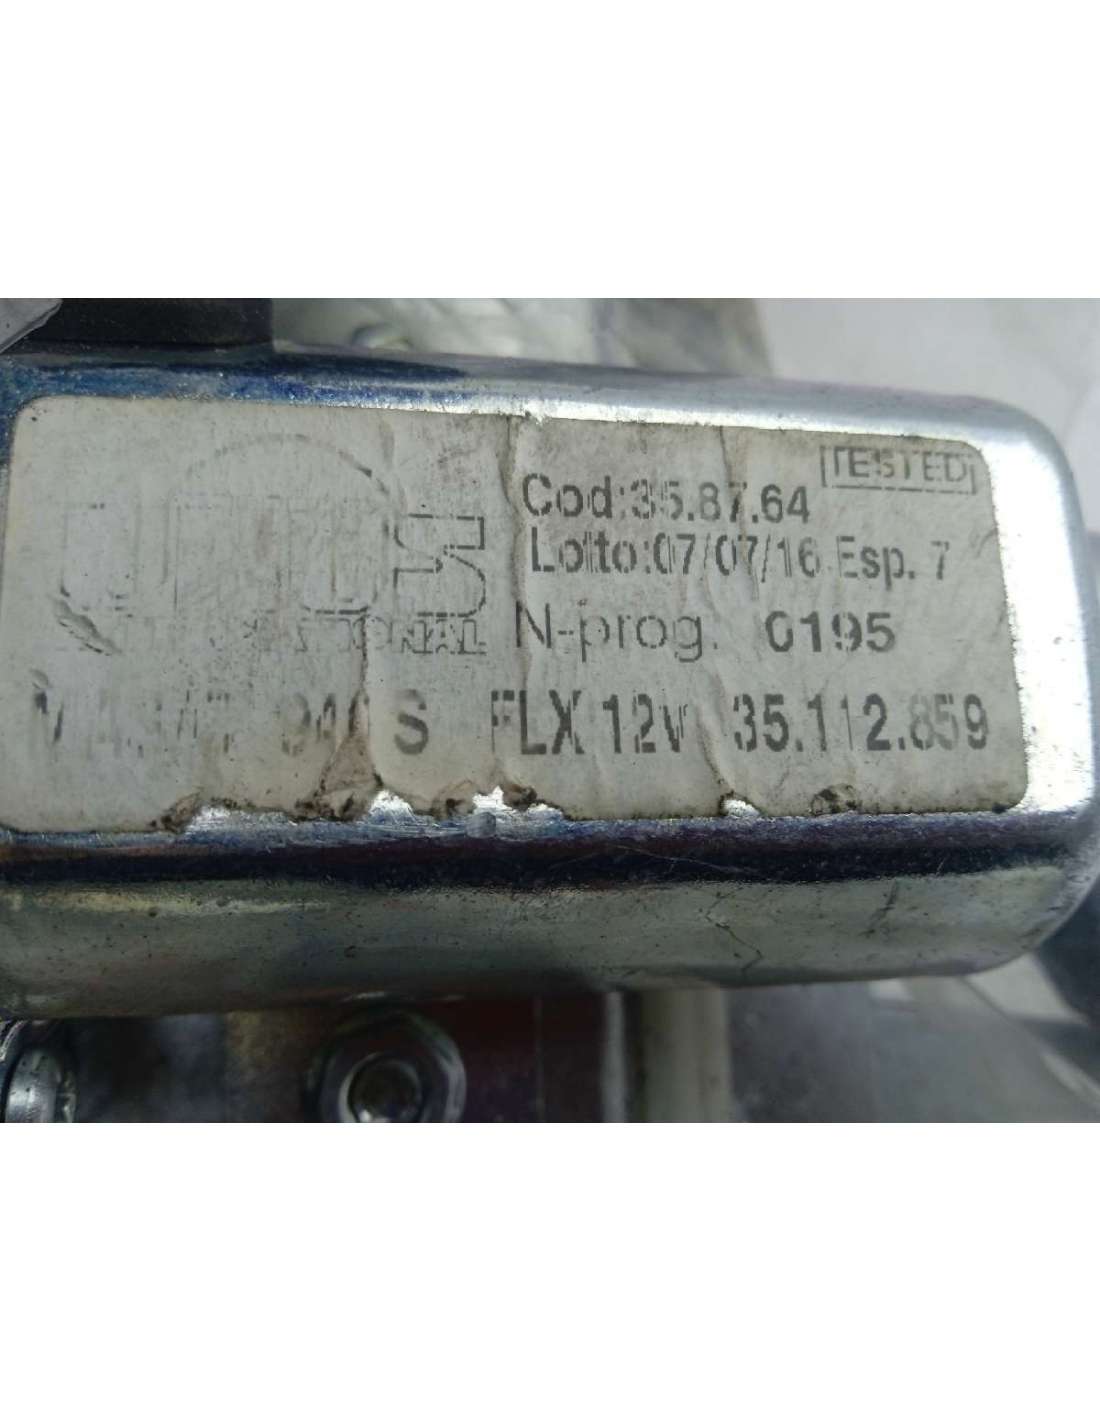 TESTED
Cod:35.87.64
Lotto:07/07/16 Esp. 7
N-prog. 0195
S FLX 12v 35.112.859